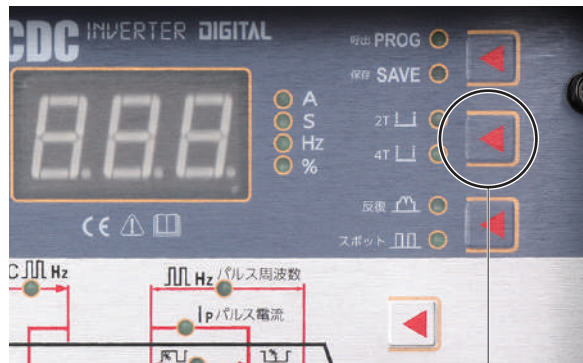 CDC INVERTER DIGITAL
呼出 PROG
保存 SAVE
888
A
S
Hz
%
2T
4T
反復
スポット
CE
C Hz
Hz パルス周波数
Ip パルス電流